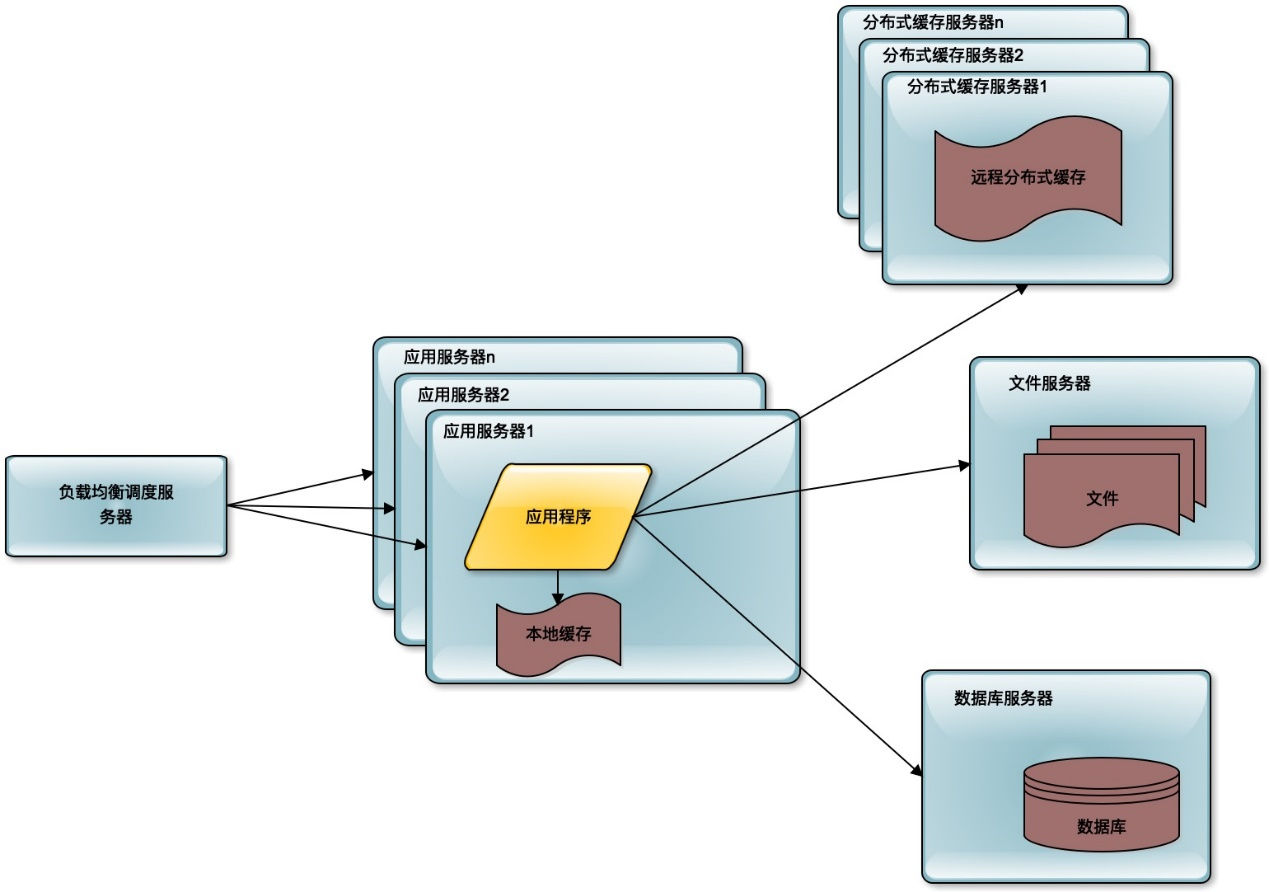 分布式缓存服务器n
分布式缓存服务器2
分布式缓存服务器1
远程分布式缓存
应用服务器n
应用服务器2
应用服务器1
应用程序
本地缓存
负载均衡调度服
务器
文件服务器
文件
数据库服务器
数据库